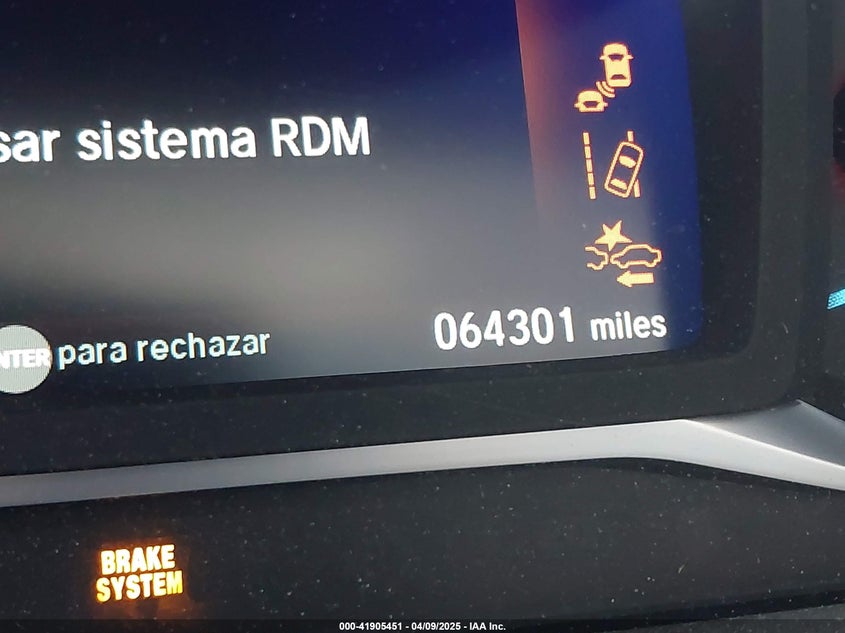 sar sistema RDM
064301 miles
NTER para rechazar
BRAKE
SYSTEM
000-41905451 - 04/09/2025 - IAA Inc.